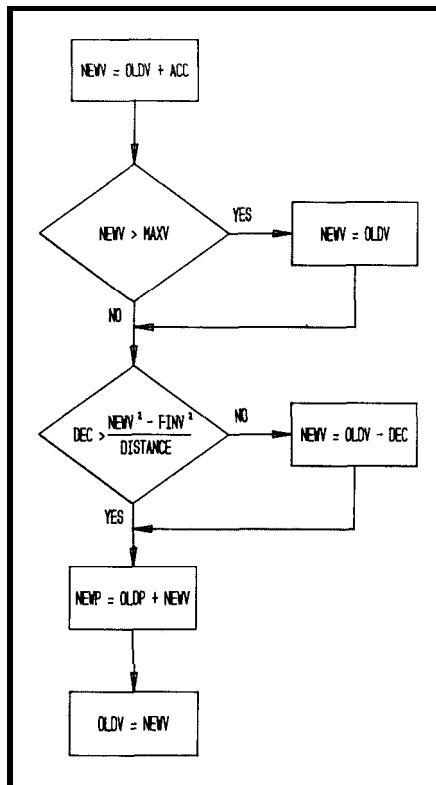 NEWV = OLDV + ACC
NEWV > MAXV
YES
NEWV = OLDV
NO
DEC > NEWV² - FINV²
DISTANCE
NO
NEWV = OLDV - DEC
YES
NEWP = OLDP + NEWV
OLDV = NEWV